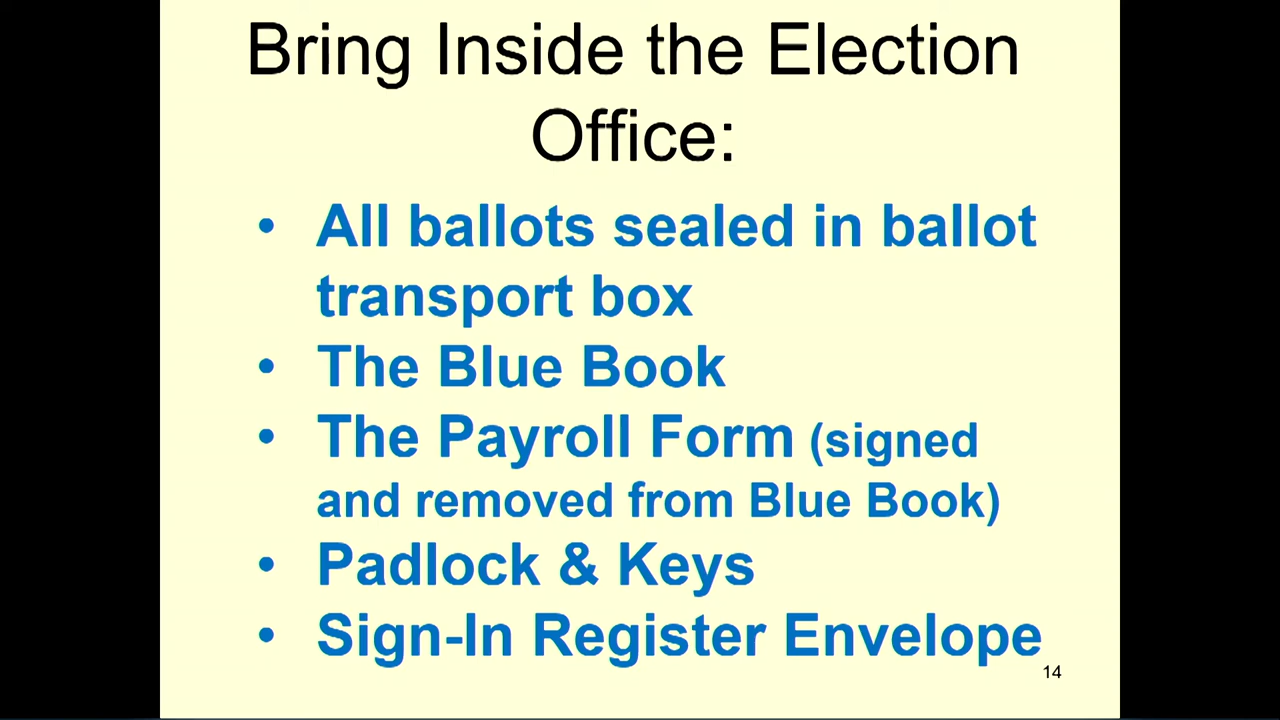 Bring Inside the Election
Office:
• All ballots sealed in ballot
transport box
• The Blue Book
• The Payroll Form (signed
and removed from Blue Book)
• Padlock & Keys
• Sign-In Register Envelope
14